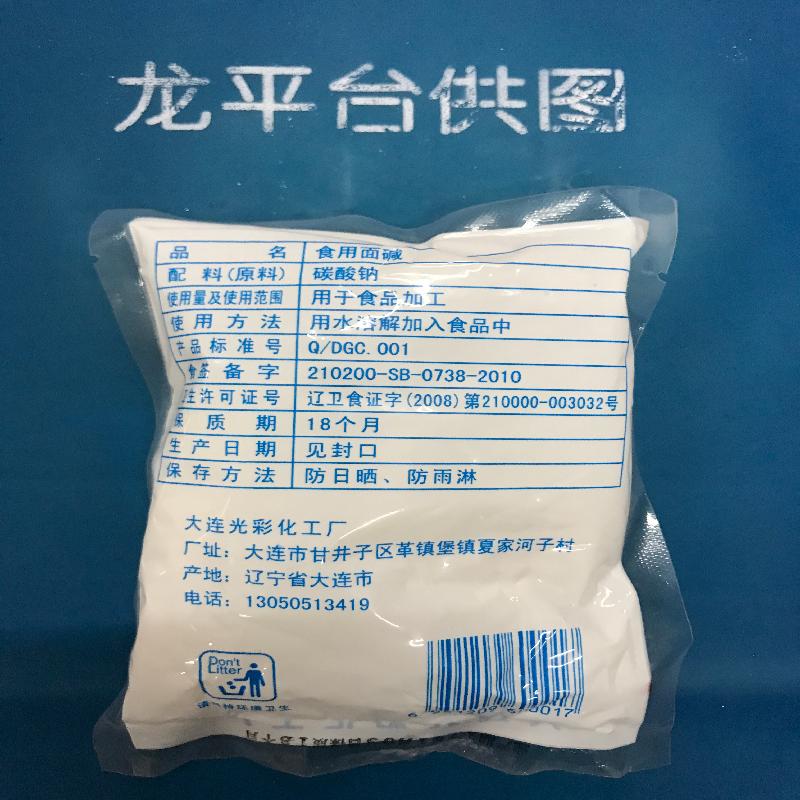 龙平台供图
品名 食用面碱
配料(原料) 碳酸钠
使用量及使用范围 用于食品加工
使用方法 用水溶解加入食品中
产品标准号 Q/DGC.001
备字 210200-SB-0738-2010
生许可证号 辽卫食证字(2008)第210000-003032号
保质期 18个月
生产日期 见封口
保存方法 防日晒、防雨淋
大连光彩化工厂
厂址：大连市甘井子区革镇堡镇夏家河子村
产地：辽宁省大连市
电话：13050513419
Don't
Litter